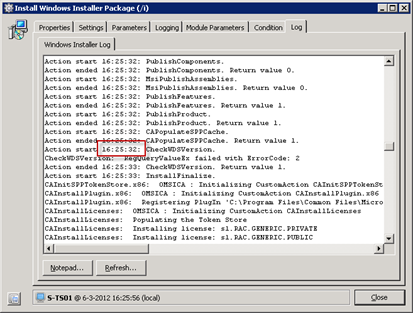 Install Windows Installer Package (/i)
Properties Settings Parameters Logging Module Parameters Condition Log
Windows Installer Log
Action start 16:25:32: PublishComponents.
Action ended 16:25:32: PublishComponents. Return value 0.
Action start 16:25:32: MsiPublishAssemblies.
Action ended 16:25:32: MsiPublishAssemblies. Return value 0.
Action start 16:25:32: PublishFeatures.
Action ended 16:25:32: PublishFeatures. Return value 1.
Action start 16:25:32: PublishProduct.
Action ended 16:25:32: PublishProduct. Return value 1.
Action start 16:25:32: CAPopulateSPPCache.
Action ended 16:25:32: CAPopulateSPPCache. Return value 1.
Action start 16:25:32: CheckWDSVersion.
CheckWDSVersion: RegQueryValueEx failed with ErrorCode: 2
Action ended 16:25:33: CheckWDSVersion. Return value 1.
Action start 16:25:33: InstallFinalize.
CAInitSPPTokenStore.x86: OMSICA : Initializing CustomAction CAInitSPPTokenSt
CAInstallPlugin.x86: OMSICA : Initializing CustomAction CAInstallPlugin.x86
CAInstallPlugin.x86: Registering PlugIn 'C:\Program Files\Common Files\Micro
CAInstallLicenses: OMSICA : Initializing CustomAction CAInstallLicenses
CAInstallLicenses: Populating the Token Store
CAInstallLicenses: Installing license: sl.RAC.GENERIC.PRIVATE
CAInstallLicenses: Installing license: sl.RAC.GENERIC.PUBLIC
Notepad... Refresh...
S-TS01 @ 6-3-2012 16:25:56 (local) Close